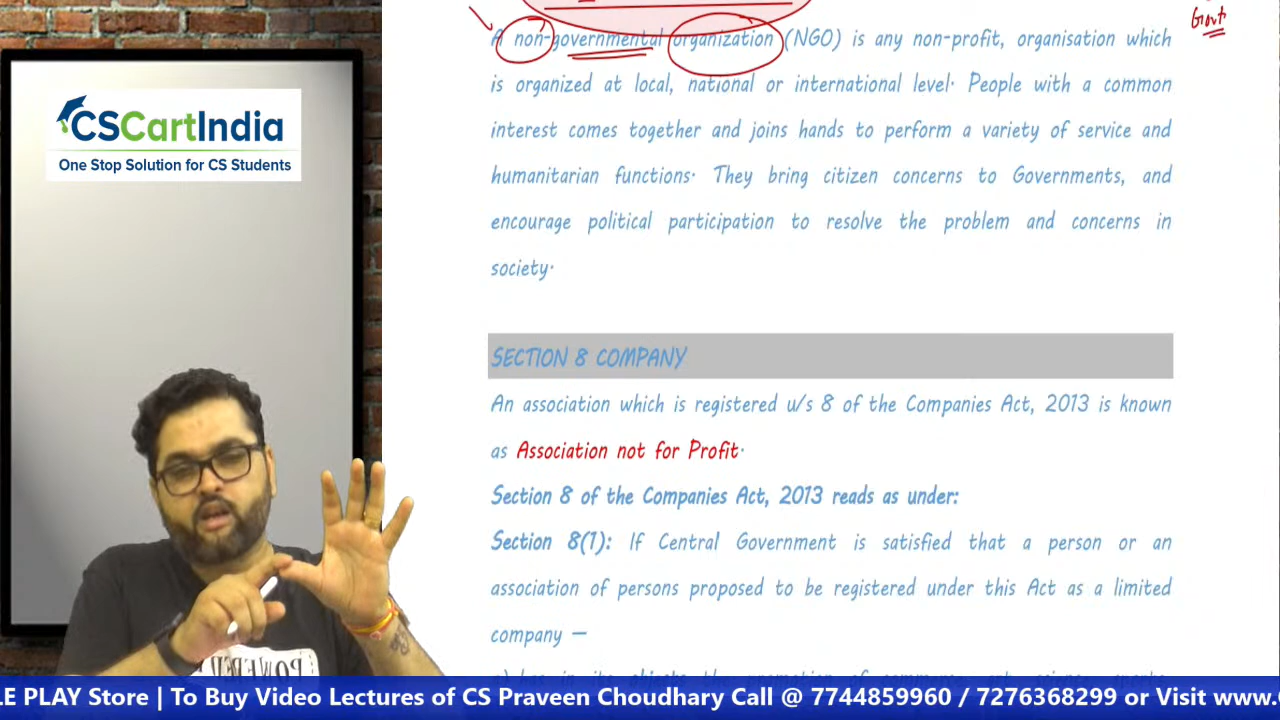 Govt
A non-governmental organization (NGO) is any non-profit, organisation which
is organized at local, national or international level. People with a common
interest comes together and joins hands to perform a variety of service and
humanitarian functions. They bring citizen concerns to Governments, and
encourage political participation to resolve the problem and concerns in
society.
SECTION 8 COMPANY
An association which is registered u/s 8 of the Companies Act, 2013 is known
as Association not for Profit.
Section 8 of the Companies Act, 2013 reads as under:
Section 8(1): If Central Government is satisfied that a person or an
association of persons proposed to be registered under this Act as a limited
company –
CSCartIndia
One Stop Solution for CS Students
LE PLAY Store | To Buy Video Lectures of CS Praveen Choudhary Call @ 7744859960 / 7276368299 or Visit www.